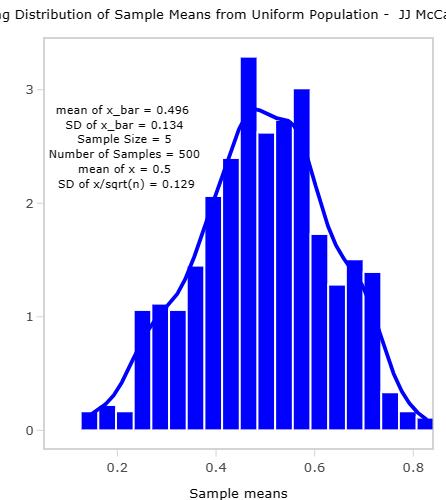 Distribution of Sample Means from Uniform Population - JJ
mean of x_bar = 0.496
SD of x_bar = 0.134
Sample Size = 5
Number of Samples = 500
mean of x = 0.5
SD of x/sqrt(n) = 0.129
3
2
1
0
0.2 0.4 0.6 0.8
Sample means